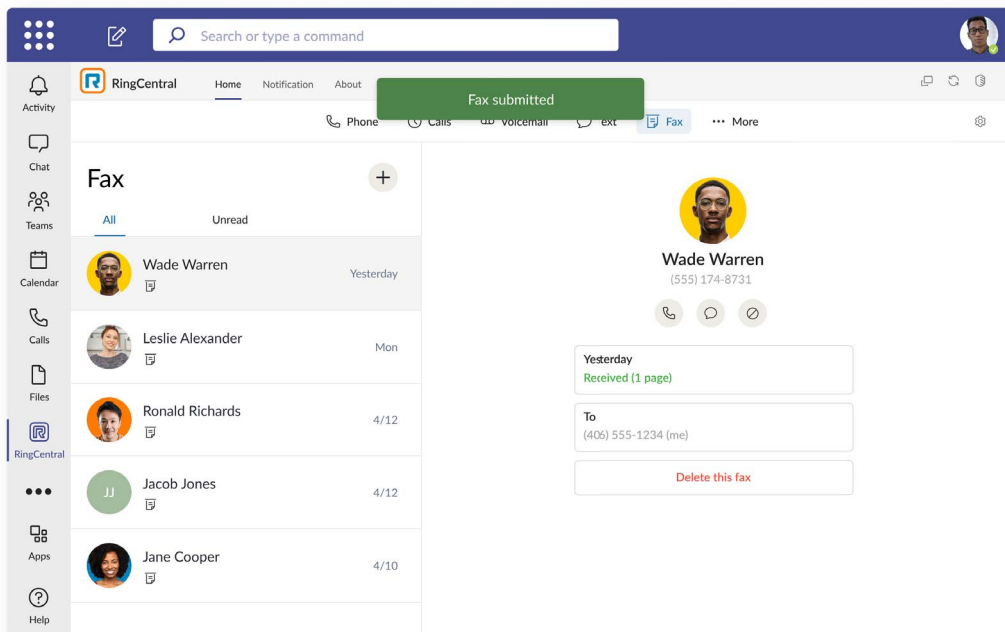 Search or type a command
RingCentral
Home
Notification
About
Fax submitted
Phone
Calls
Voicemail
ext
Fax
More
Activity
Chat
Teams
Calendar
Calls
Files
RingCentral
Apps
Help
Fax
All
Unread
Wade Warren
Yesterday
Leslie Alexander
Mon
Ronald Richards
4/12
JJ
Jacob Jones
4/12
Jane Cooper
4/10
Wade Warren
(555) 174-8731
Yesterday
Received (1 page)
To
(406) 555-1234 (me)
Delete this fax